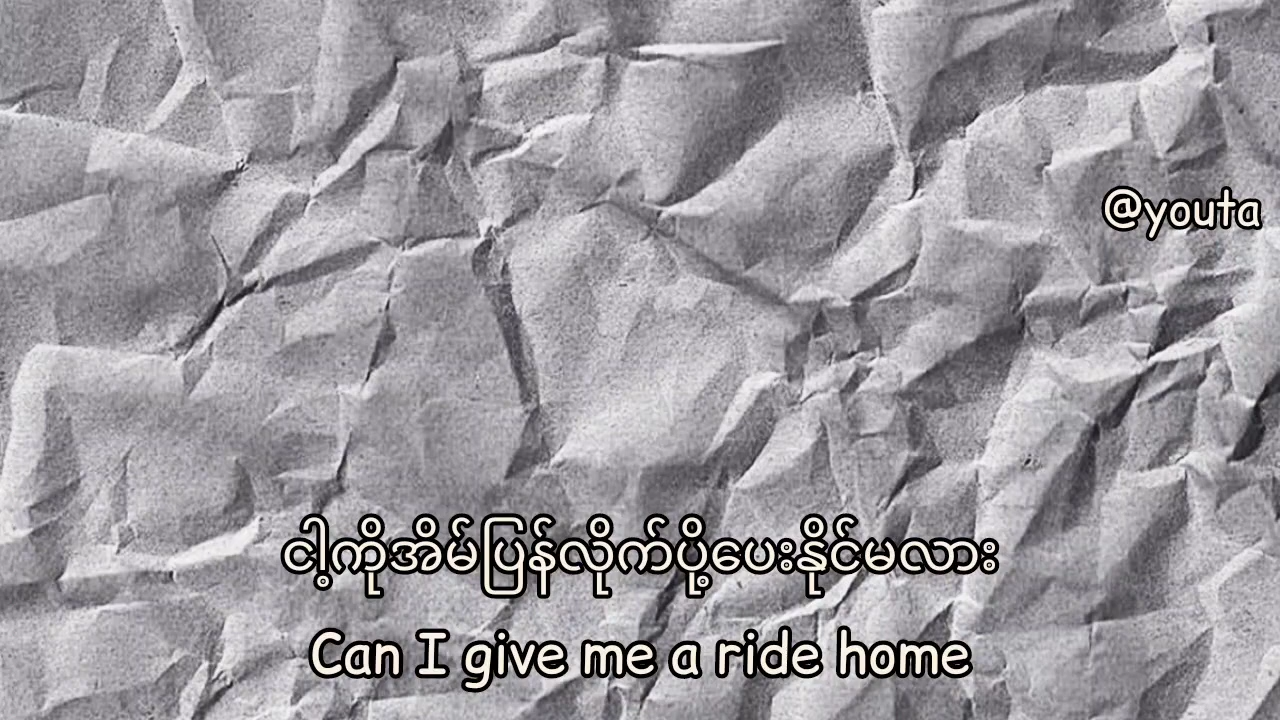 @youta
ငါ့ကိုအိမ်ပြန်လိုက်ပို့ပေးနိုင်မလား
Can I give me a ride home